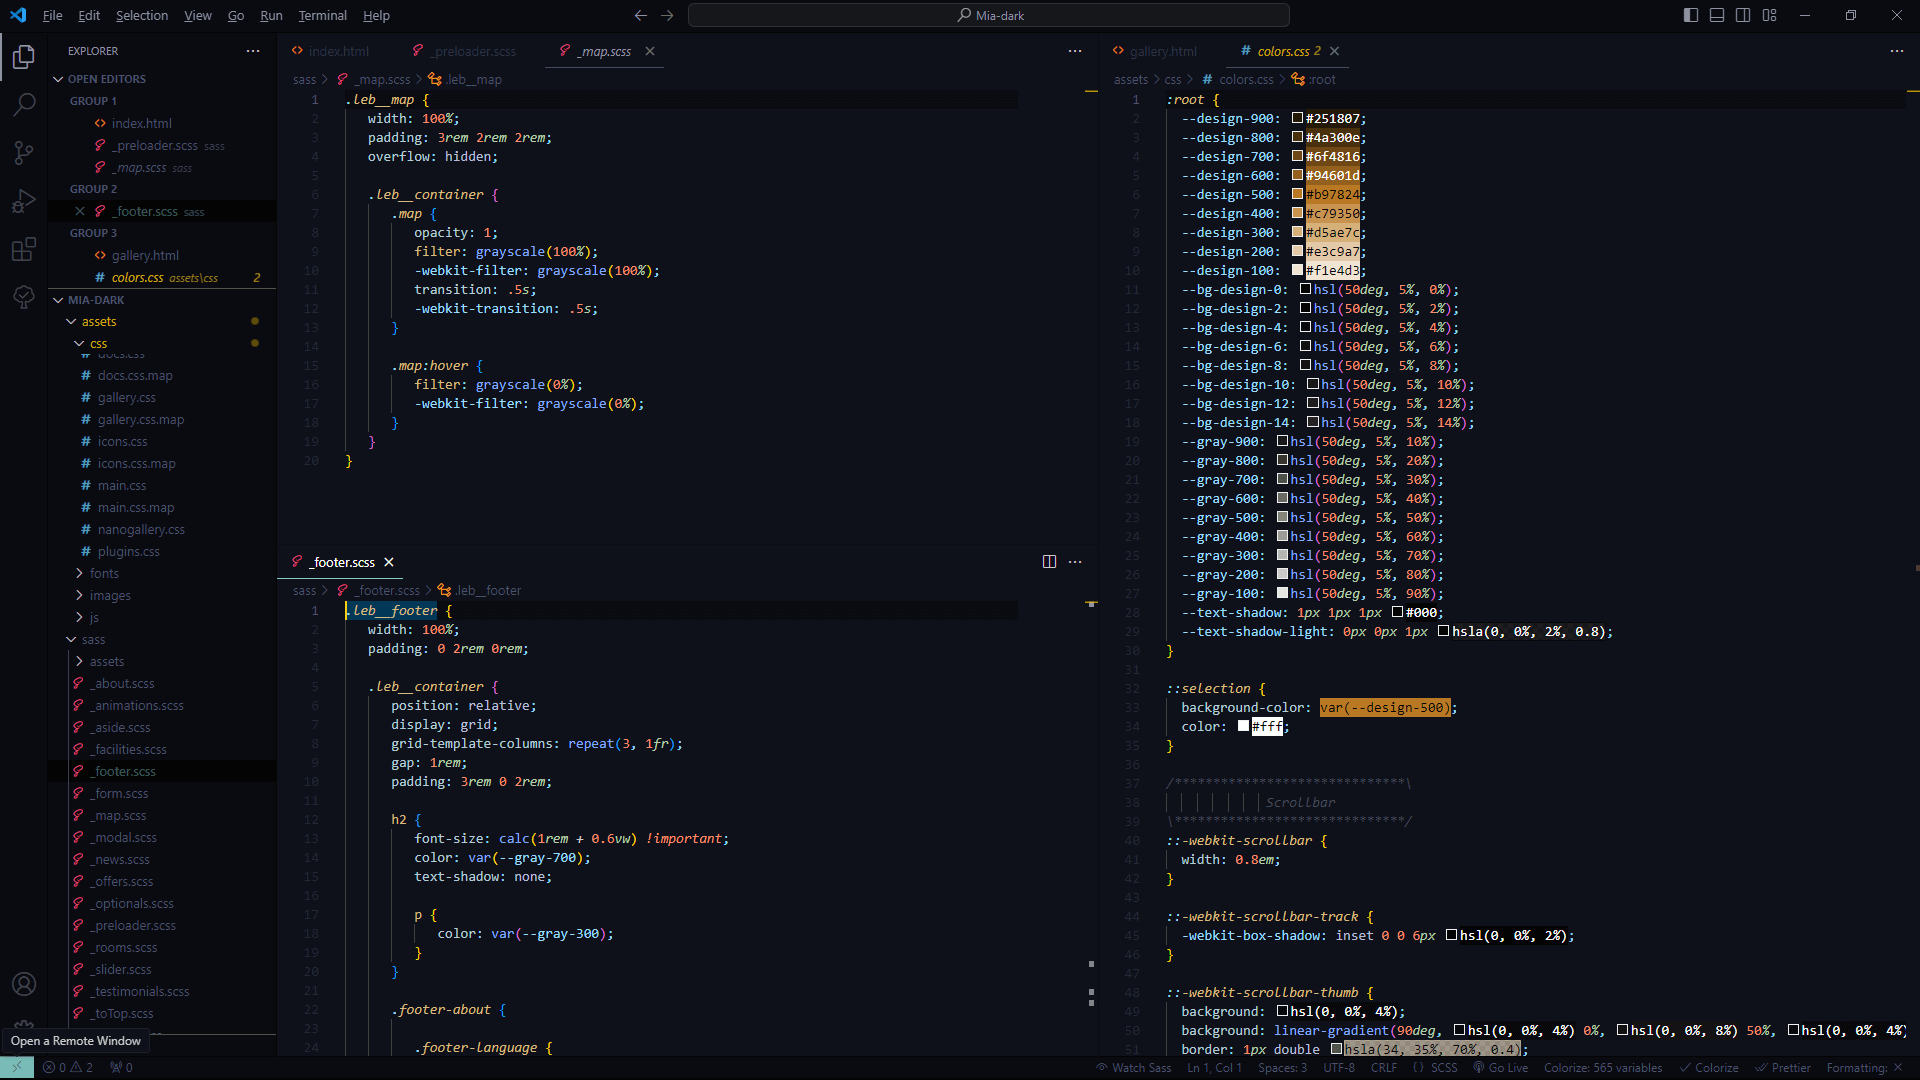 File Edit Selection View Go Run Terminal Help
Mia-dark
EXPLORER
OPEN EDITORS
GROUP 1
index.html
_preloader.scss sass
_map.scss sass
GROUP 2
_footer.scss sass
GROUP 3
gallery.html
colors.css assets\css 2
MIA-DARK
assets
css
docs.css
docs.css.map
gallery.css
gallery.css.map
icons.css
icons.css.map
main.css
main.css.map
nanogallery.css
plugins.css
fonts
images
js
sass
assets
_about.scss
_animations.scss
_aside.scss
_facilities.scss
_footer.scss
_form.scss
_map.scss
_modal.scss
_news.scss
_offers.scss
_optionals.scss
_preloader.scss
_rooms.scss
_slider.scss
_testimonials.scss
_toTop.scss
Open a Remote Window
index.html _preloader.scss _map.scss
sass > _map.scss > .leb__map
1 .leb__map {
2 width: 100%;
3 padding: 3rem 2rem 2rem;
4 overflow: hidden;
5
6 .leb__container {
7 .map {
8 opacity: 1;
9 filter: grayscale(100%);
10 -webkit-filter: grayscale(100%);
11 transition: .5s;
12 -webkit-transition: .5s;
13 }
14
15 .map:hover {
16 filter: grayscale(0%);
17 -webkit-filter: grayscale(0%);
18 }
19 }
20 }
_footer.scss
sass > _footer.scss > .leb__footer
1 .leb__footer {
2 width: 100%;
3 padding: 0 2rem 0rem;
4
5 .leb__container {
6 position: relative;
7 display: grid;
8 grid-template-columns: repeat(3, 1fr);
9 gap: 1rem;
10 padding: 3rem 0 2rem;
11
12 h2 {
13 font-size: calc(1rem + 0.6vw) !important;
14 color: var(--gray-700);
15 text-shadow: none;
16
17 p {
18 color: var(--gray-300);
19 }
20 }
21
22 .footer-about {
23
24 .footer-language {
gallery.html colors.css 2
assets > css > colors.css > :root
1 :root {
2 --design-900: #251807;
3 --design-800: #4a300e;
4 --design-700: #6f4816;
5 --design-600: #94601d;
6 --design-500: #b97824;
7 --design-400: #c79350;
8 --design-300: #d5ae7c;
9 --design-200: #e3c9a7;
10 --design-100: #f1e4d3;
11 --bg-design-0: hsl(50deg, 5%, 0%);
12 --bg-design-2: hsl(50deg, 5%, 2%);
13 --bg-design-4: hsl(50deg, 5%, 4%);
14 --bg-design-6: hsl(50deg, 5%, 6%);
15 --bg-design-8: hsl(50deg, 5%, 8%);
16 --bg-design-10: hsl(50deg, 5%, 10%);
17 --bg-design-12: hsl(50deg, 5%, 12%);
18 --bg-design-14: hsl(50deg, 5%, 14%);
19 --gray-900: hsl(50deg, 5%, 10%);
20 --gray-800: hsl(50deg, 5%, 20%);
21 --gray-700: hsl(50deg, 5%, 30%);
22 --gray-600: hsl(50deg, 5%, 40%);
23 --gray-500: hsl(50deg, 5%, 50%);
24 --gray-400: hsl(50deg, 5%, 60%);
25 --gray-300: hsl(50deg, 5%, 70%);
26 --gray-200: hsl(50deg, 5%, 80%);
27 --gray-100: hsl(50deg, 5%, 90%);
28 --text-shadow: 1px 1px 1px #000;
29 --text-shadow-light: 0px 0px 1px hsla(0, 0%, 2%, 0.8);
30 }
31
32 ::selection {
33 background-color: var(--design-500);
34 color: #fff;
35 }
36
37 /******************************\
38 Scrollbar
39 \******************************/
40 ::-webkit-scrollbar {
41 width: 0.8em;
42 }
43
44 ::-webkit-scrollbar-track {
45 -webkit-box-shadow: inset 0 0 6px hsl(0, 0%, 2%);
46 }
47
48 ::-webkit-scrollbar-thumb {
49 background: hsl(0, 0%, 4%);
50 background: linear-gradient(90deg, hsl(0, 0%, 4%) 0%, hsl(0, 0%, 8%) 50%, hsl(0, 0%, 4%)
51 border: 1px double hsla(34, 35%, 70%, 0.4);
0 2 0 Watch Sass Ln 1, Col 1 Spaces: 3 UTF-8 CRLF {} SCSS Go Live Colorize: 565 variables Colorize Prettier Formatting: ×